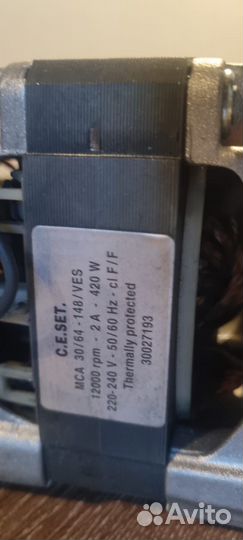 C.E.SET.
MCA 30/64-148/VES
12000 rpm - 2 A - 420 W
220-240 V - 50/60 Hz - cl F/F
Thermally protected
30027193
Avito